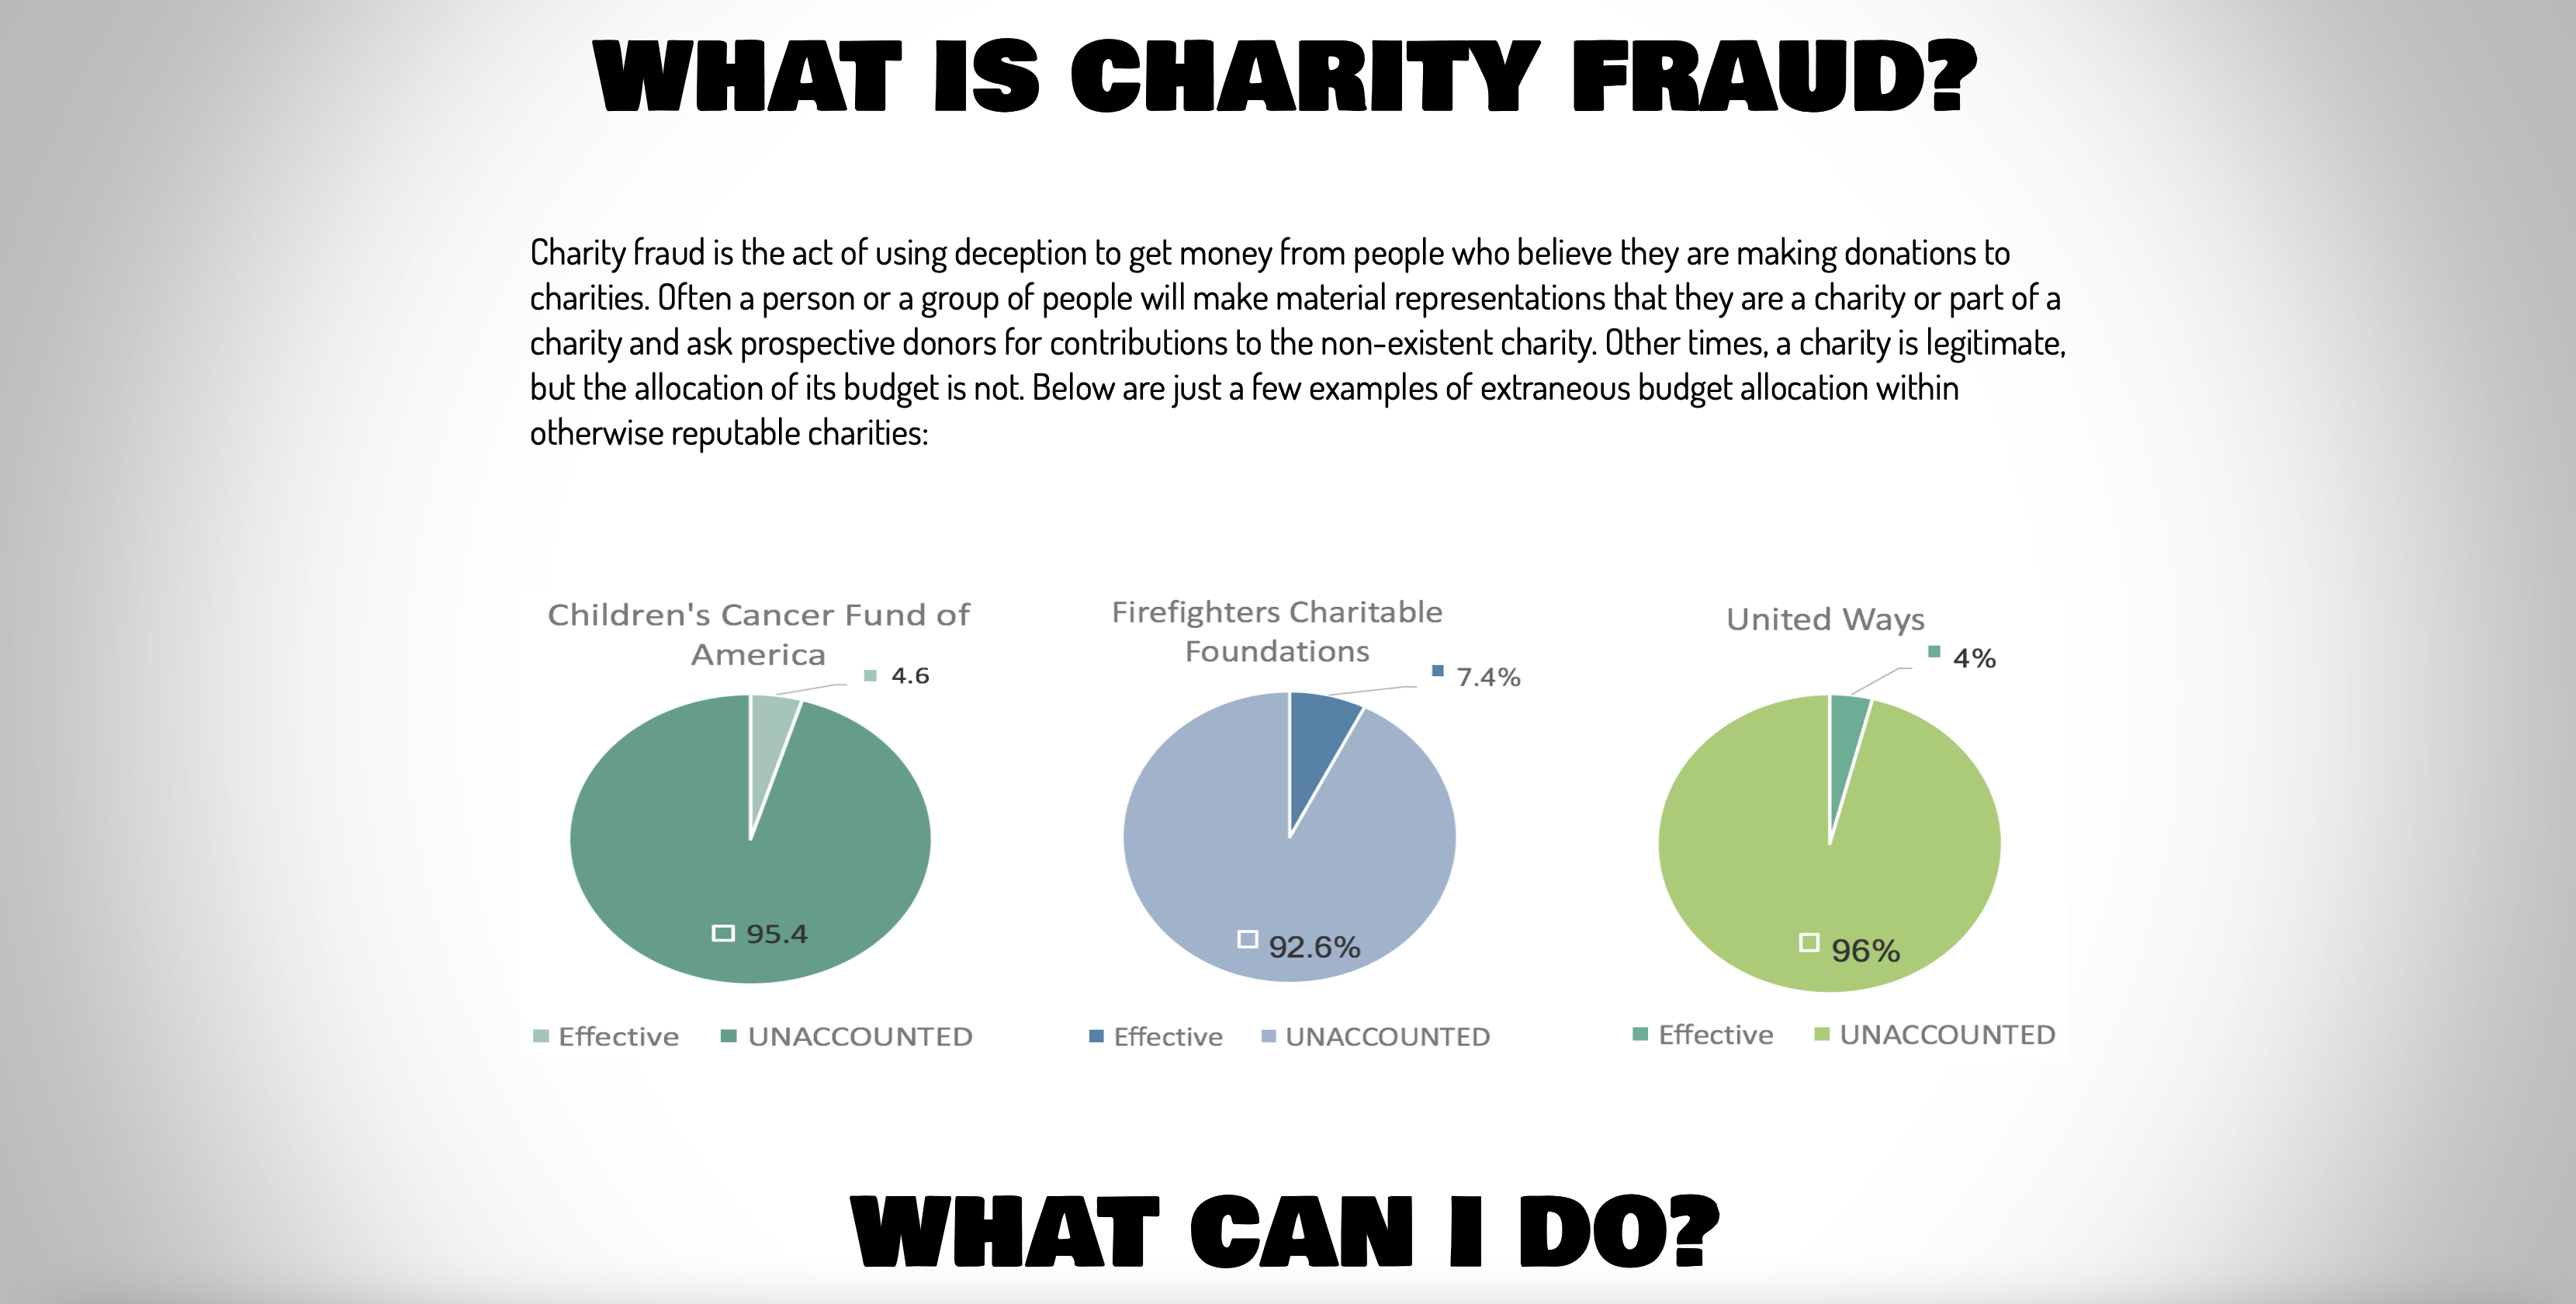 WHAT IS CHARITY FRAUD?
Charity fraud is the act of using deception to get money from people who believe they are making donations to
charities. Often a person or a group of people will make material representations that they are a charity or part of a
charity and ask prospective donors for contributions to the non-existent charity. Other times, a charity is legitimate,
but the allocation of its budget is not. Below are just a few examples of extraneous budget allocation within
otherwise reputable charities:
Children's Cancer Fund of
America
4.6
95.4
Effective UNACCOUNTED
Firefighters Charitable
Foundations
7.4%
92.6%
Effective UNACCOUNTED
United Ways
4%
96%
Effective UNACCOUNTED
WHAT CAN I DO?